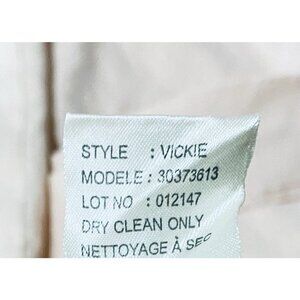 STYLE : VICKIE
MODELE : 30373613
LOT NO : 012147
DRY CLEAN ONLY
NETTOYAGE À SEC